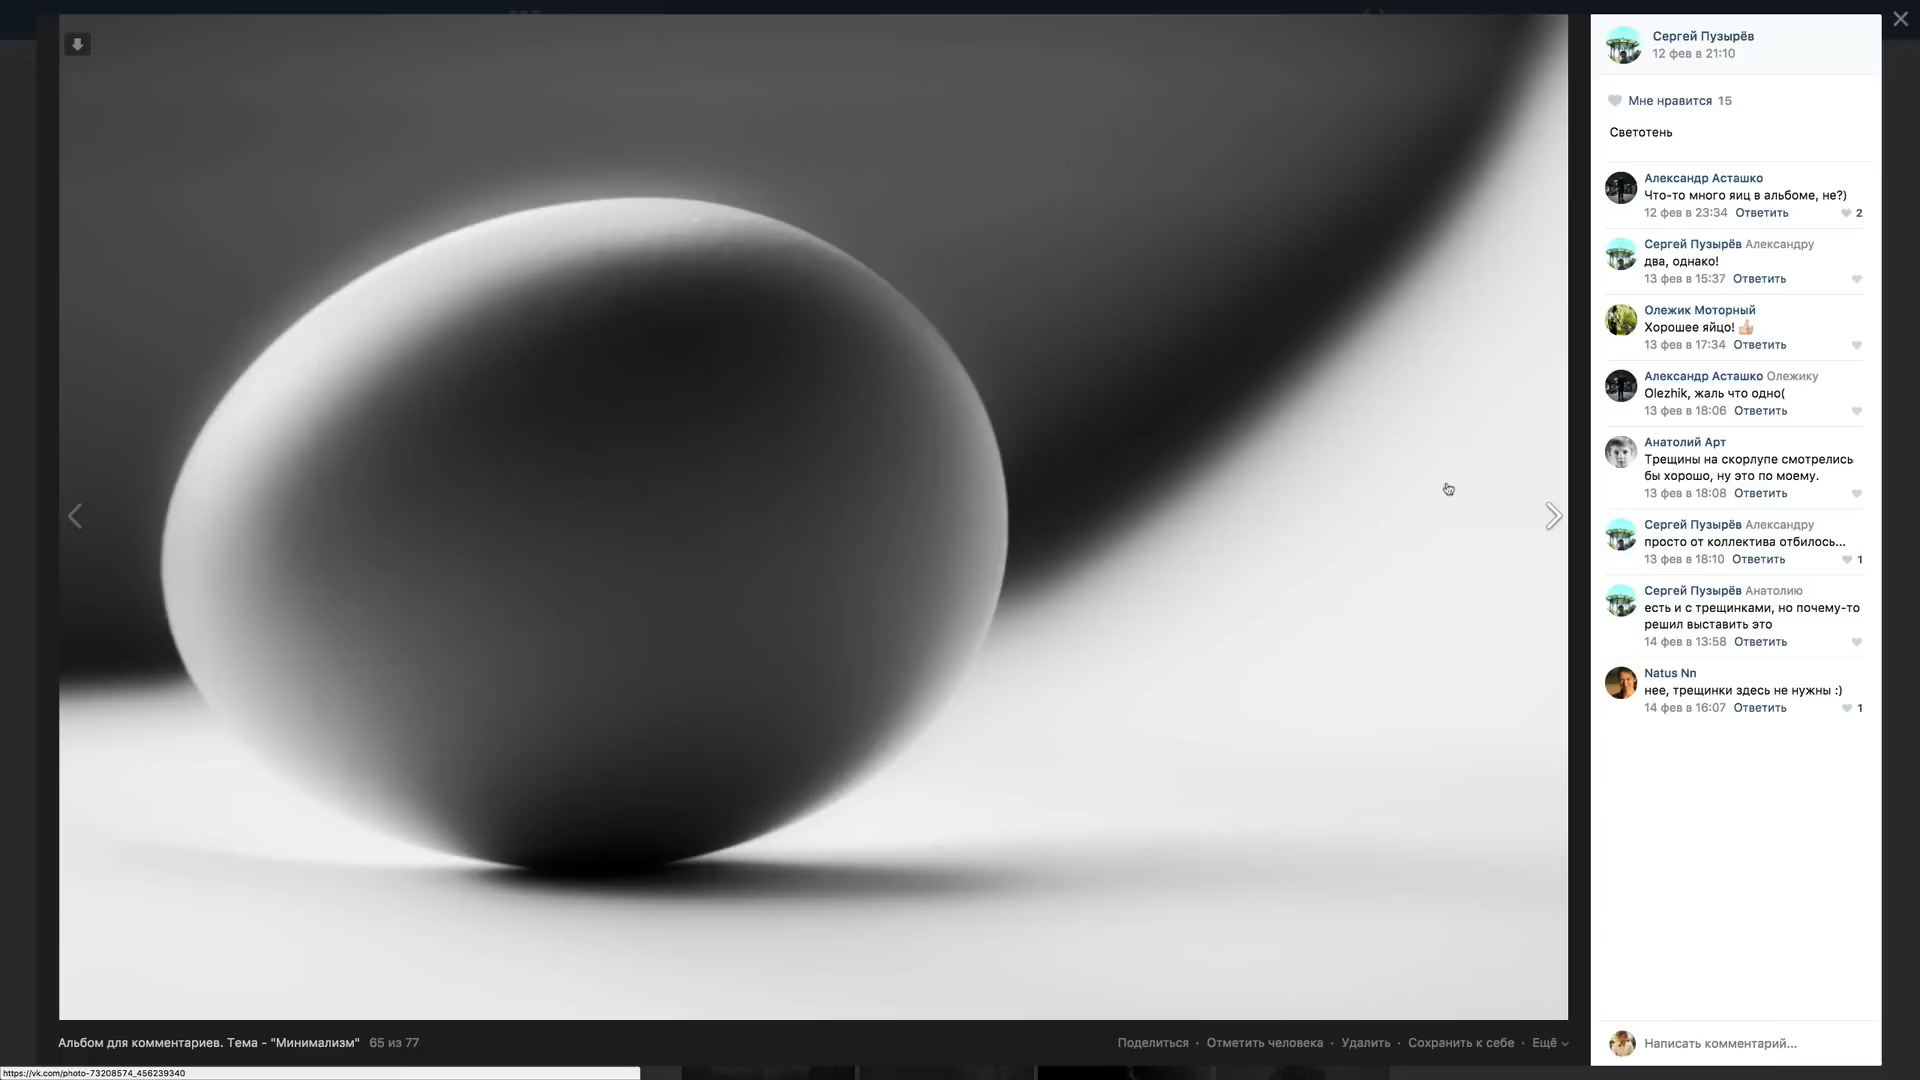 Сергей Пузырёв
12 фев в 21:10
Мне нравится 15
Светотень
Александр Асташко
Что-то много яиц в альбоме, не?)
12 фев в 23:34 Ответить 2
Сергей Пузырёв Александру
два, однако!
13 фев в 15:37 Ответить
Олежик Моторный
Хорошее яйцо! 👍
13 фев в 17:34 Ответить
Александр Асташко Олежику
Olezhik, жаль что одно(
13 фев в 18:06 Ответить
Анатолий Арт
Трещины на скорлупе смотрелись
бы хорошо, ну это по моему.
13 фев в 18:08 Ответить
Сергей Пузырёв Александру
просто от коллектива отбилось...
13 фев в 18:10 Ответить 1
Сергей Пузырёв Анатолию
есть и с трещинками, но почему-то
решил выставить это
14 фев в 13:58 Ответить
Natus Nn
нее, трещинки здесь не нужны :)
14 фев в 16:07 Ответить 1
Альбом для комментариев. Тема - "Минимализм" 65 из 77
Поделиться · Отметить человека · Удалить · Сохранить к себе · Ещё
Написать комментарий...
https://vk.com/photo-73208574_456239340